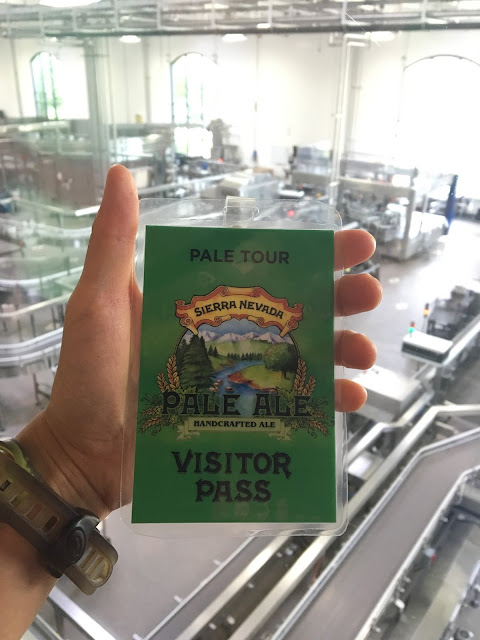 PALE TOUR
SIERRA NEVADA
PALE ALE
HANDCRAFTED ALE
VISITOR
PASS